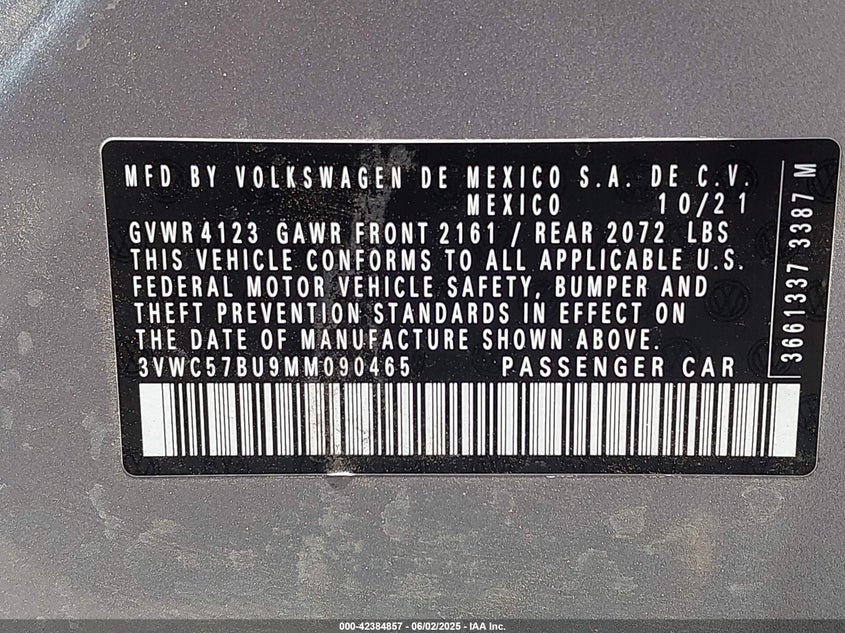 MFD BY VOLKSWAGEN DE MEXICO S.A. DE C.V.
MEXICO 10/21
GVWR 4123 GAWR FRONT 2161 / REAR 2072 LBS
THIS VEHICLE CONFORMS TO ALL APPLICABLE U.S.
FEDERAL MOTOR VEHICLE SAFETY, BUMPER AND
THEFT PREVENTION STANDARDS IN EFFECT ON
THE DATE OF MANUFACTURE SHOWN ABOVE.
3VWC57BU9MM090465 PASSENGER CAR
3661337 3387 M
000-42384857 - 06/02/2025 - IAA Inc.